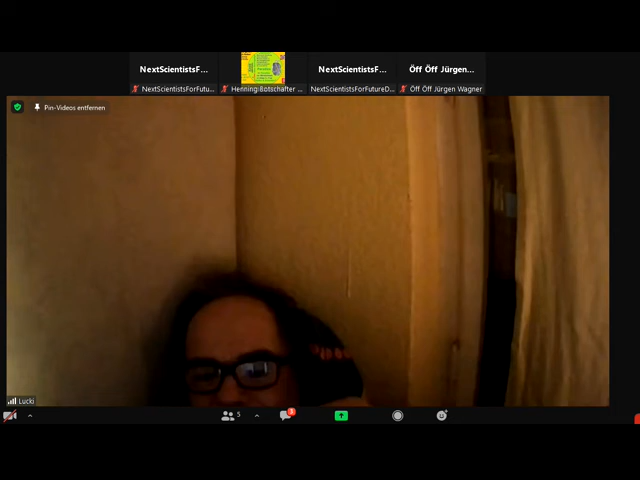 NextScientistsF...
NextScientistsF...
Öff Öff Jürgen...
NextScientistsForFutu...
Henning Botschafter ...
NextScientistsForFutureD...
Öff Öff Jürgen Wagner
Pin-Videos entfernen
Lucki
5